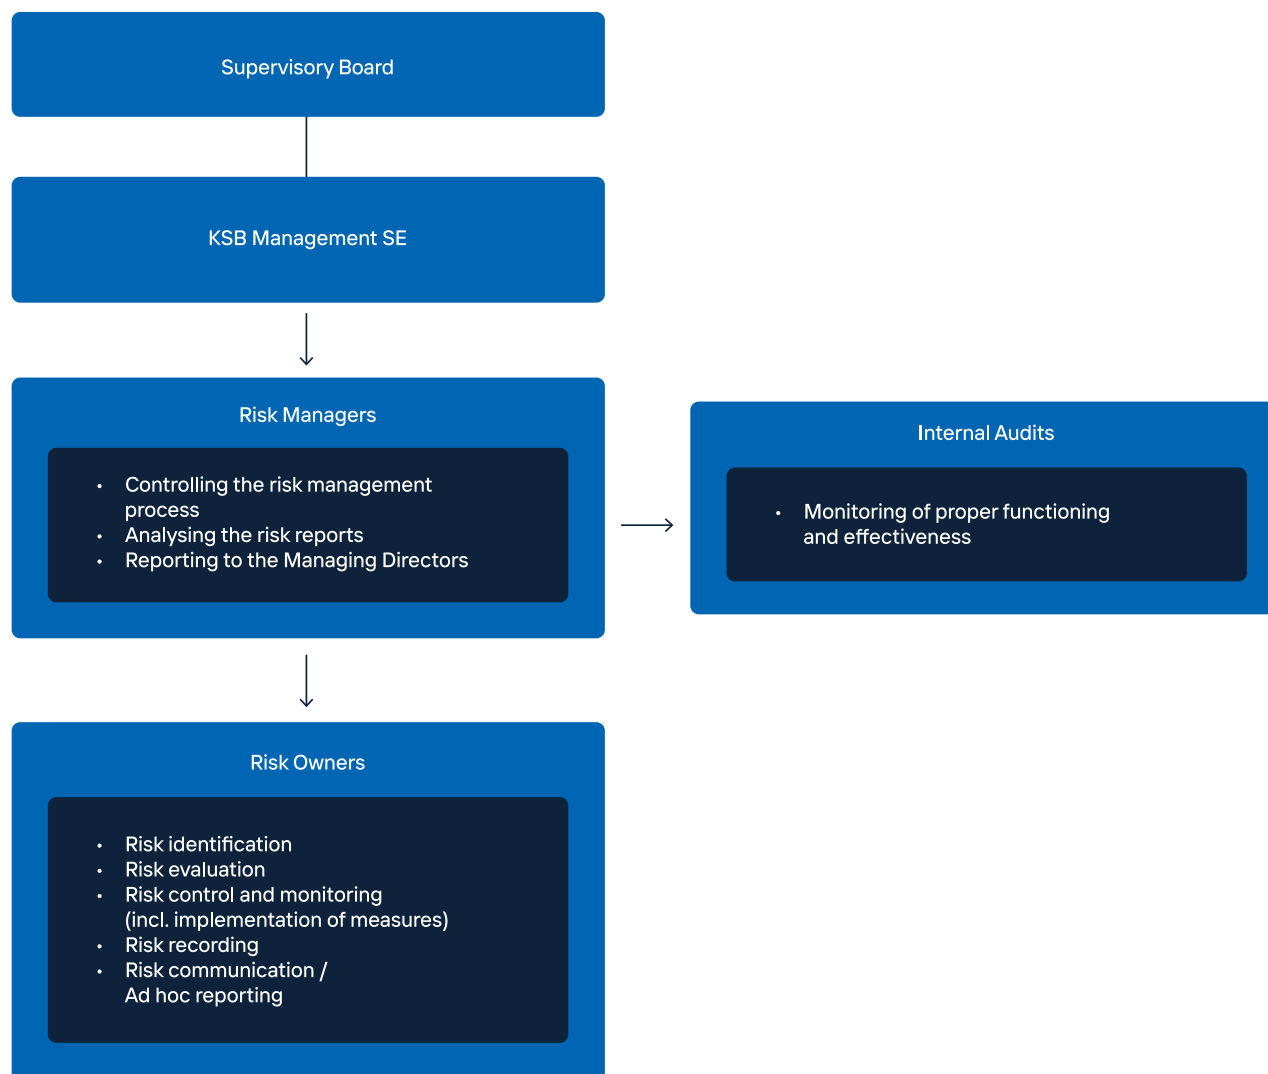 Supervisory Board
KSB Management SE
Risk Managers
• Controlling the risk management
process
• Analysing the risk reports
• Reporting to the Managing Directors
Internal Audits
• Monitoring of proper functioning
and effectiveness
Risk Owners
• Risk identification
• Risk evaluation
• Risk control and monitoring
(incl. implementation of measures)
• Risk recording
• Risk communication /
Ad hoc reporting